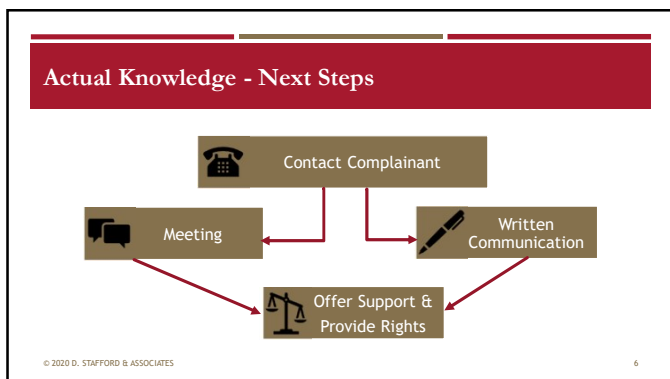 Actual Knowledge - Next Steps
Contact Complainant
Meeting
Written
Communication
Offer Support &
Provide Rights
© 2020 D. STAFFORD & ASSOCIATES
6